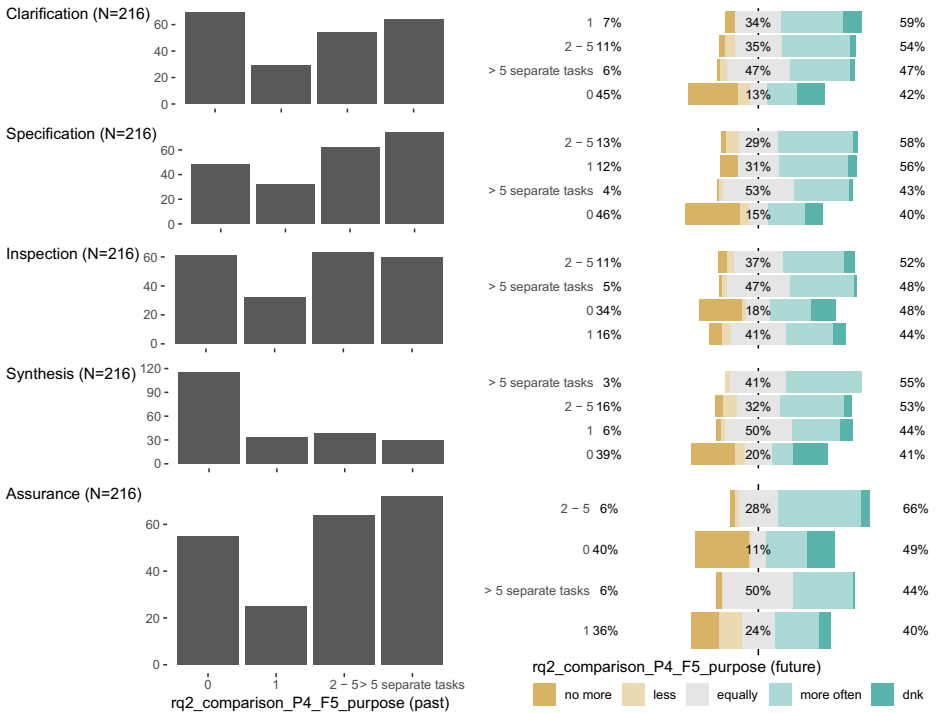 Clarification (N=216)
60
40
20
0
1 7% 34% 59%
2 − 5 11% 35% 54%
> 5 separate tasks 6% 47% 47%
0 45% 13% 42%
Specification (N=216)
60
40
20
0
2 − 5 13% 29% 58%
1 12% 31% 56%
> 5 separate tasks 4% 53% 43%
0 46% 15% 40%
Inspection (N=216)
60
40
20
0
2 − 5 11% 37% 52%
> 5 separate tasks 5% 47% 48%
0 34% 18% 48%
1 16% 41% 44%
Synthesis (N=216)
120
90
60
30
0
> 5 separate tasks 3% 41% 55%
2 − 5 16% 32% 53%
1 6% 50% 44%
0 39% 20% 41%
Assurance (N=216)
60
40
20
0
0 1 2 − 5 > 5 separate tasks
rq2_comparison_P4_F5_purpose (past)
2 − 5 6% 28% 66%
0 40% 11% 49%
> 5 separate tasks 6% 50% 44%
1 36% 24% 40%
rq2_comparison_P4_F5_purpose (future)
no more less equally more often dnk